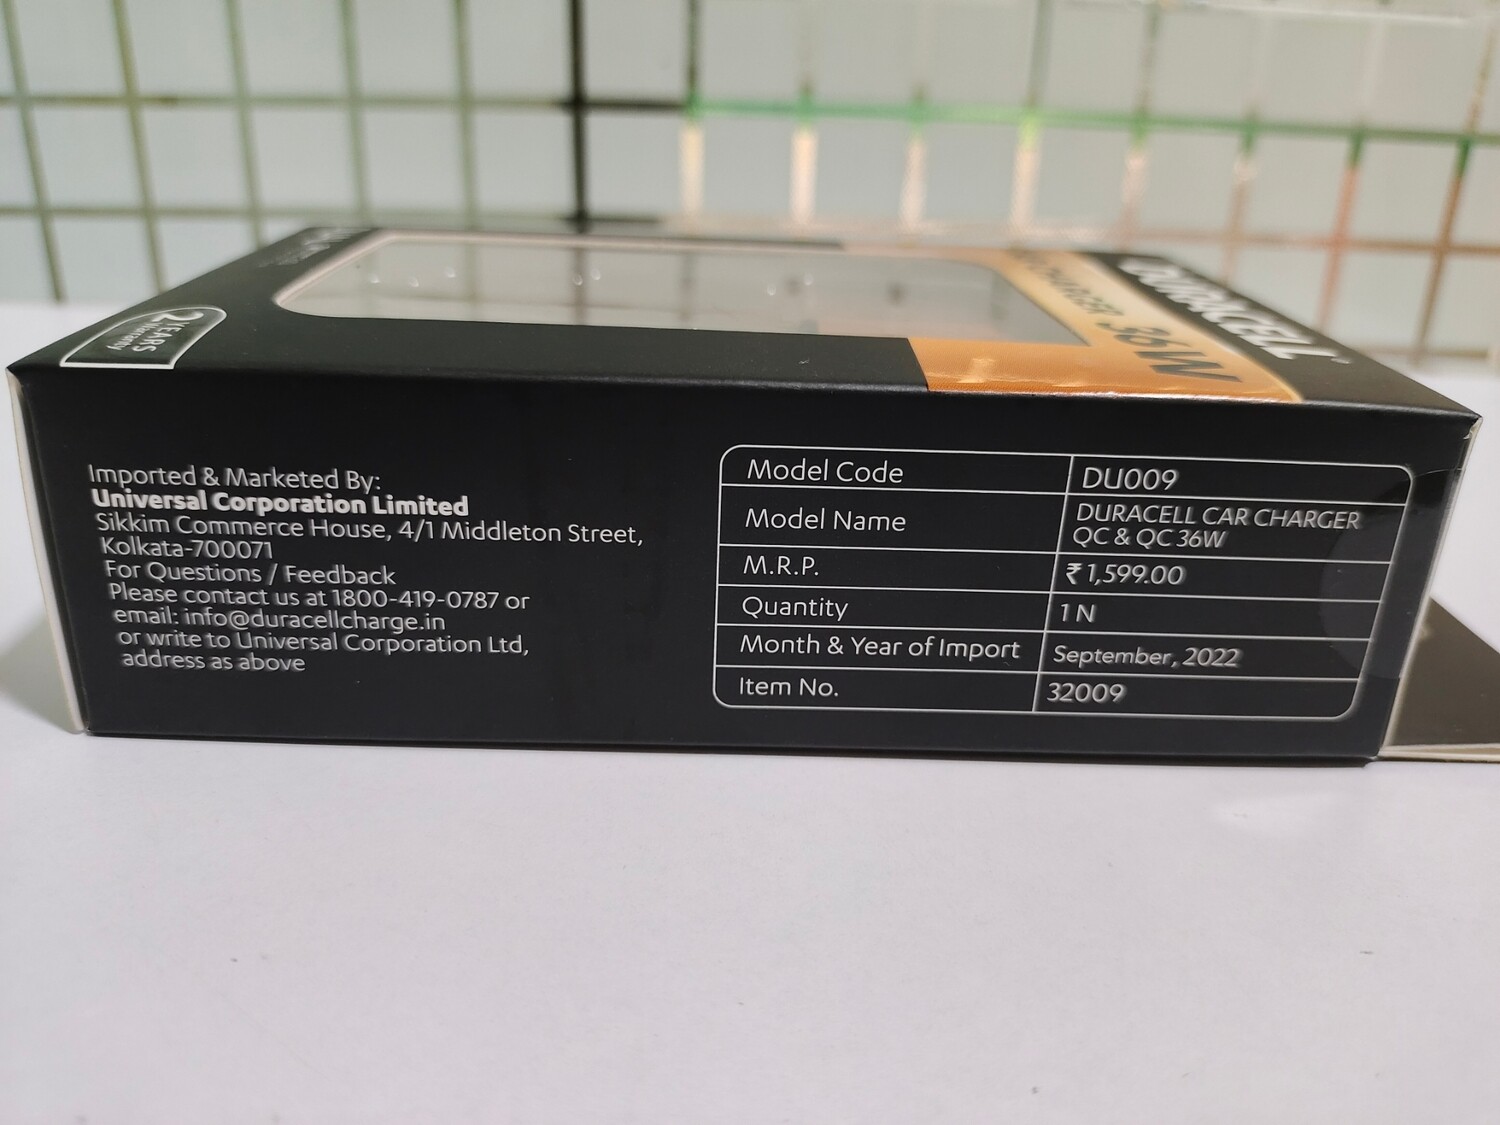 DURACELL
CHARGER 36W
2 YEARS
Warranty
Imported & Marketed By:
Universal Corporation Limited
Sikkim Commerce House, 4/1 Middleton Street,
Kolkata-700071
For Questions / Feedback
Please contact us at 1800-419-0787 or
email: info@duracellcharge.in
or write to Universal Corporation Ltd,
address as above
Model Code DU009
Model Name DURACELL CAR CHARGER
QC & QC 36W
M.R.P. ₹1,599.00
Quantity 1 N
Month & Year of Import September, 2022
Item No. 32009